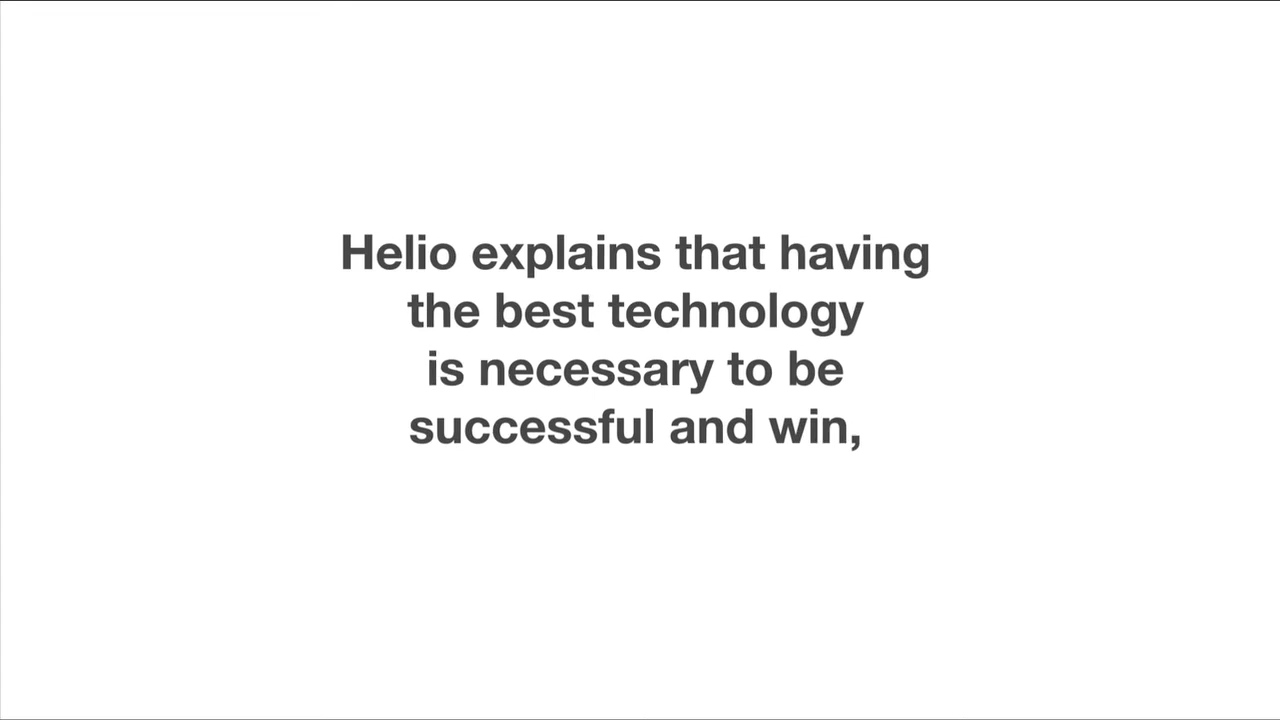 Helio explains that having
the best technology
is necessary to be
successful and win,